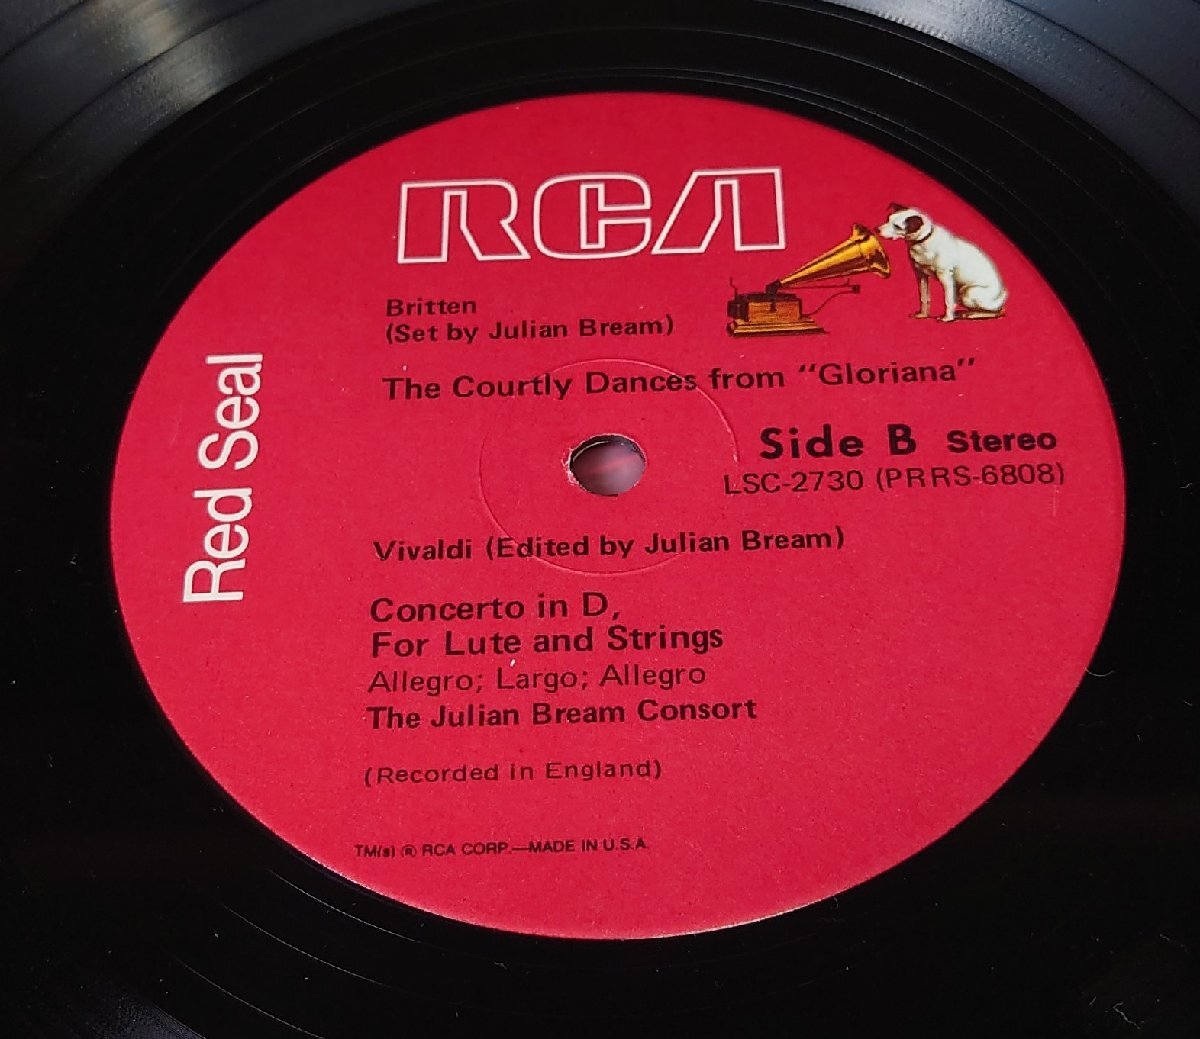 RCA
Red Seal
Britten
(Set by Julian Bream)
The Courtly Dances from “Gloriana”
Side B Stereo
LSC-2730 (PRRS-6808)
Vivaldi (Edited by Julian Bream)
Concerto in D,
For Lute and Strings
Allegro; Largo; Allegro
The Julian Bream Consort
(Recorded in England)
TM(s) ® RCA CORP.—MADE IN U.S.A.